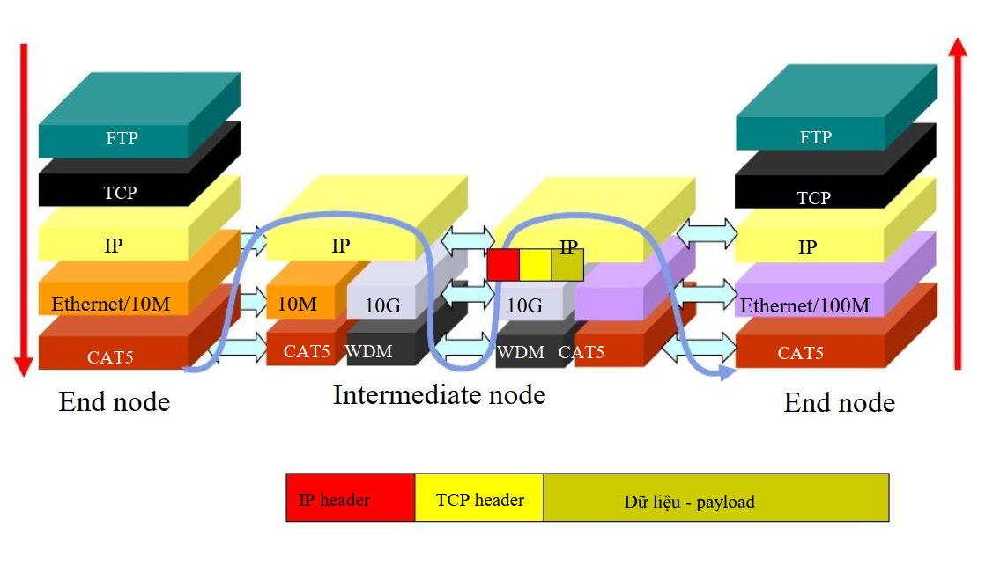 FTP
TCP
IP
Ethernet/10M
CAT5
End node
IP
10M
10G
CAT5
WDM
Intermediate node
IP
10G
WDM
CAT5
FTP
TCP
IP
Ethernet/100M
CAT5
End node
IP header
TCP header
Dữ liệu - payload